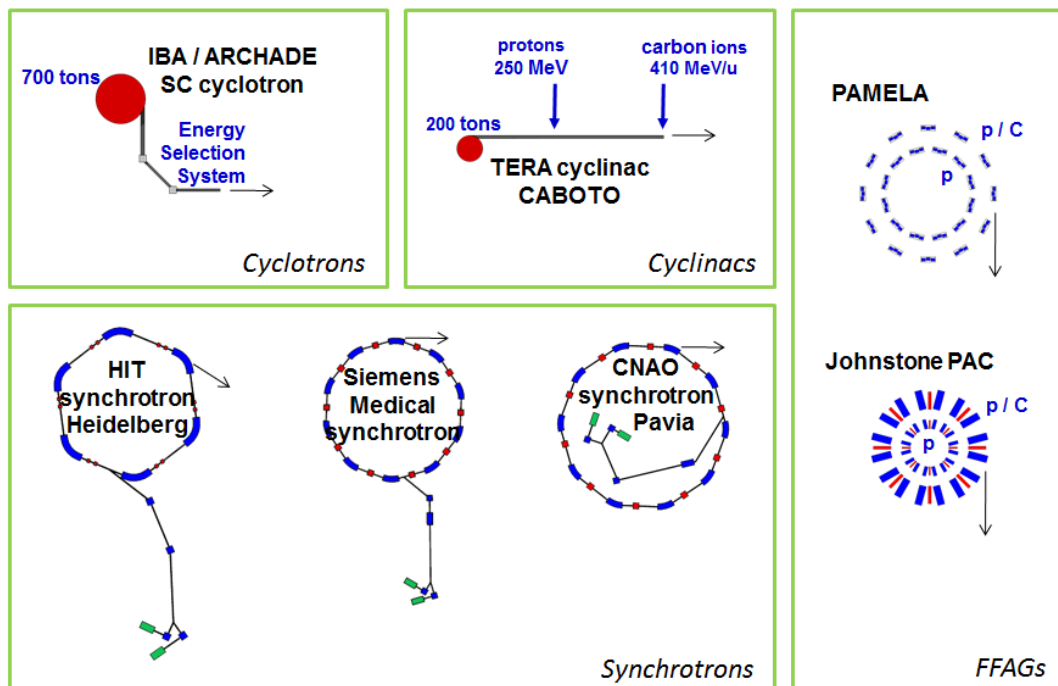 IBA / ARCHADE
SC cyclotron
700 tons
Energy
Selection
System
Cyclotrons
protons
250 MeV
carbon ions
410 MeV/u
200 tons
TERA cyclinac
CABOTO
Cyclinacs
PAMELA
p / C
p
Johnstone PAC
p / C
p
FFAGs
HIT
synchrotron
Heidelberg
Siemens
Medical
synchrotron
CNAO
synchrotron
Pavia
Synchrotrons